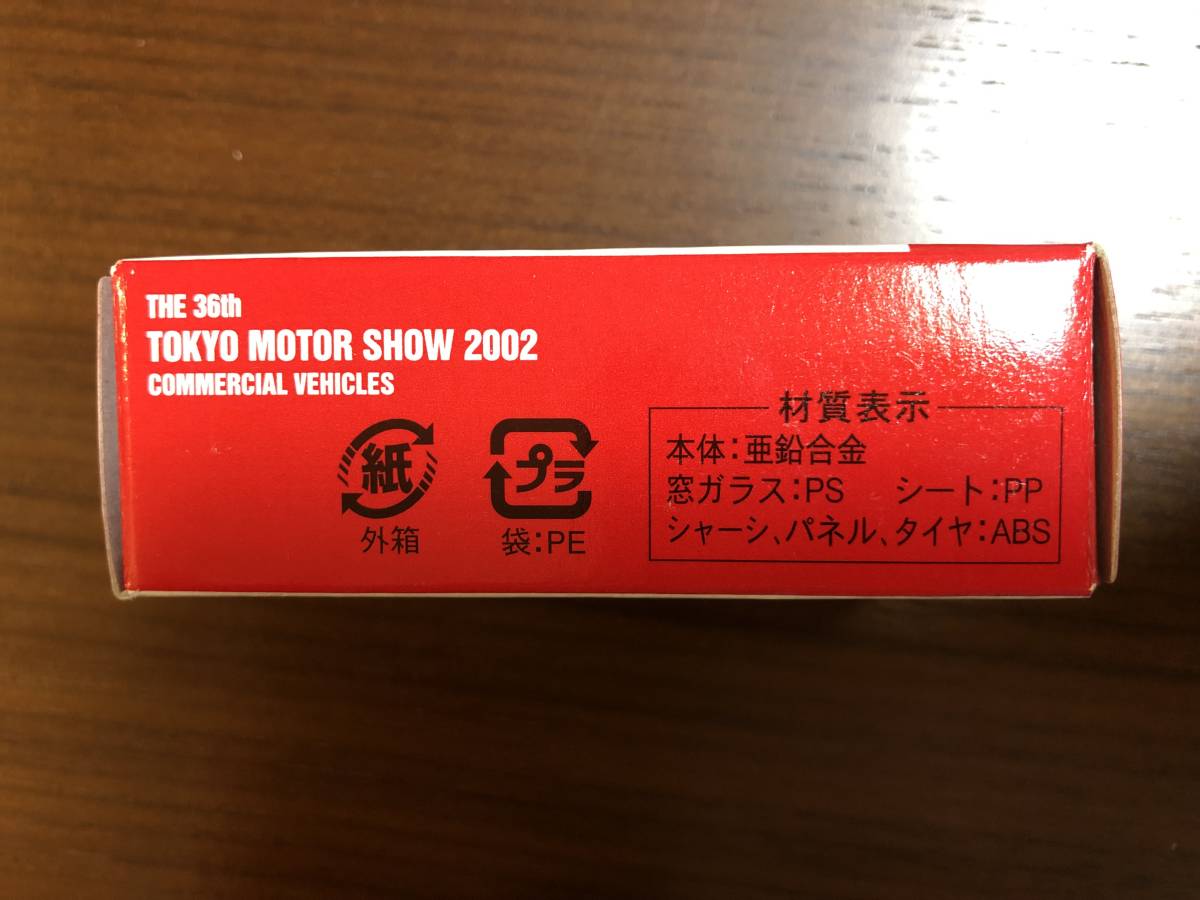 THE 36th
TOKYO MOTOR SHOW 2002
COMMERCIAL VEHICLES
紙
外箱
プラ
袋:PE
材質表示
本体:亜鉛合金
窓ガラス:PS シート:PP
シャーシ、パネル、タイヤ:ABS